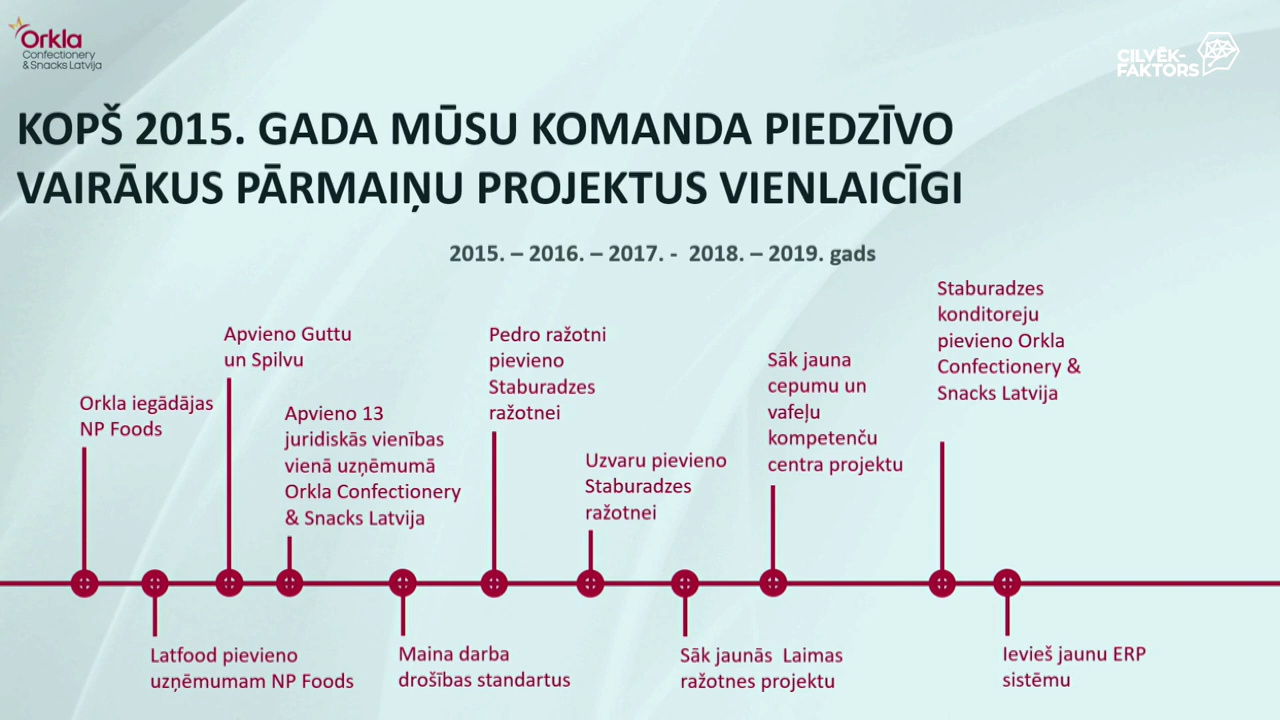 Orkla
Confectionery
& Snacks Latvija
CILVĒK-
FAKTORS
KOPŠ 2015. GADA MŪSU KOMANDA PIEDZĪVO
VAIRĀKUS PĀRMAIŅU PROJEKTUS VIENLAICĪGI
2015. – 2016. – 2017. -  2018. – 2019. gads
Orkla iegādājas
NP Foods
Latfood pievieno
uzņēmumam NP Foods
Apvieno Guttu
un Spilvu
Apvieno 13
juridiskās vienības
vienā uzņēmumā
Orkla Confectionery
& Snacks Latvija
Maina darba
drošības standartus
Pedro ražotni
pievieno
Staburadzes
ražotnei
Uzvaru pievieno
Staburadzes
ražotnei
Sāk jaunās  Laimas
ražotnes projektu
Sāk jauna
cepumu un
vafeļu
kompetenču
centra projektu
Staburadzes
konditoreju
pievieno Orkla
Confectionery &
Snacks Latvija
Ievieš jaunu ERP
sistēmu